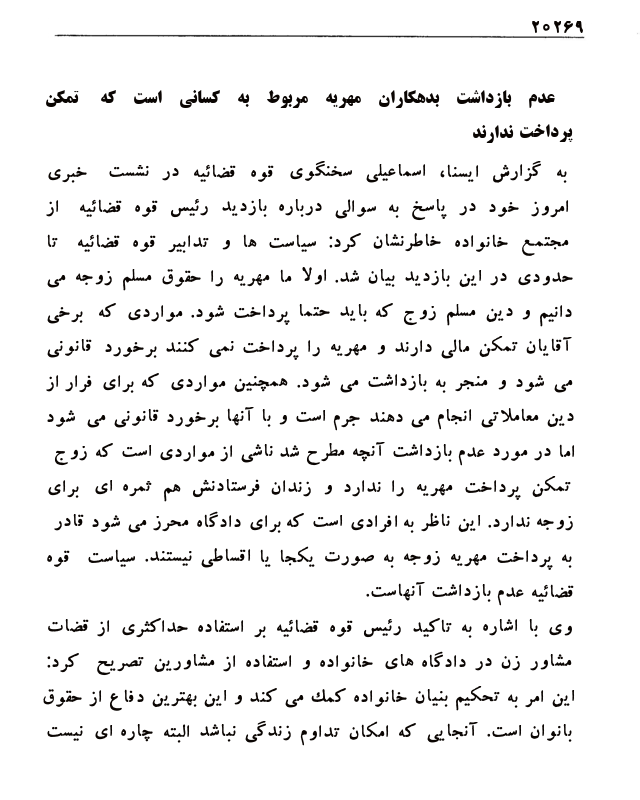 ۲۰۲۶۹
عدم بازداشت بدهکاران مهریه مربوط به کسانی است که تمکن
پرداخت ندارند
به گزارش ایسنا، اسماعیلی سخنگوی قوه قضائیه در نشست خبری
امروز خود در پاسخ به سوالی درباره بازدید رئیس قوه قضائیه از
مجتمع خانواده خاطرنشان کرد: سیاست ها و تدابیر قوه قضائیه تا
حدودی در این بازدید بیان شد. اولا ما مهریه را حقوق مسلم زوجه می
دانیم و دین مسلم زوج که باید حتما پرداخت شود. مواردی که برخی
آقایان تمکن مالی دارند و مهریه را پرداخت نمی کنند برخورد قانونی
می شود و منجر به بازداشت می شود. همچنین مواردی که برای فرار از
دین معاملاتی انجام می دهند جرم است و با آنها برخورد قانونی می شود
اما در مورد عدم بازداشت آنچه مطرح شد ناشی از مواردی است که زوج
تمکن پرداخت مهریه را ندارد و زندان فرستادنش هم ثمره ای برای
زوجه ندارد. این ناظر به افرادی است که برای دادگاه محرز می شود قادر
به پرداخت مهریه زوجه به صورت یکجا یا اقساطی نیستند. سیاست قوه
قضائیه عدم بازداشت آنهاست.
وی با اشاره به تاکید رئیس قوه قضائیه بر استفاده حداکثری از قضات
مشاور زن در دادگاه های خانواده و استفاده از مشاورین تصریح کرد:
این امر به تحکیم بنیان خانواده کمك می کند و این بهترین دفاع از حقوق
بانوان است. آنجایی که امکان تداوم زندگی نباشد البته چاره ای نیست